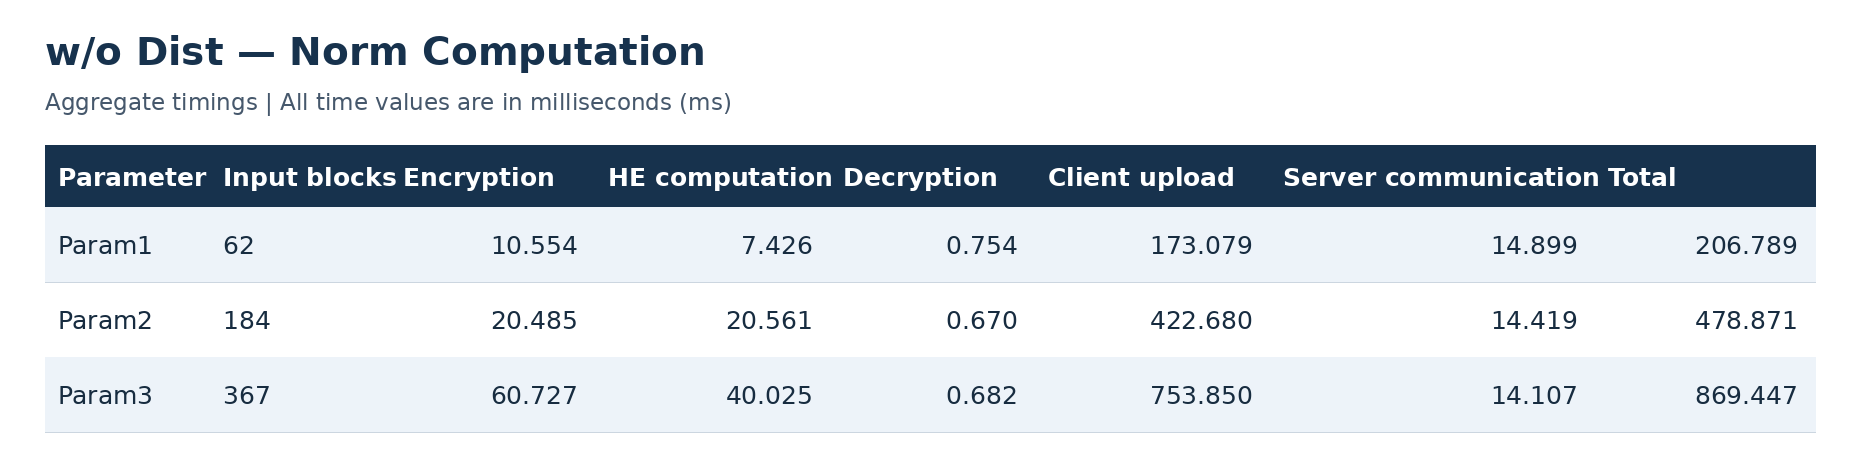 w/o Dist — Norm Computation
Aggregate timings | All time values are in milliseconds (ms)
Parameter Input blocks Encryption HE computation Decryption Client upload Server communication Total
Param1 62 10.554 7.426 0.754 173.079 14.899 206.789
Param2 184 20.485 20.561 0.670 422.680 14.419 478.871
Param3 367 60.727 40.025 0.682 753.850 14.107 869.447